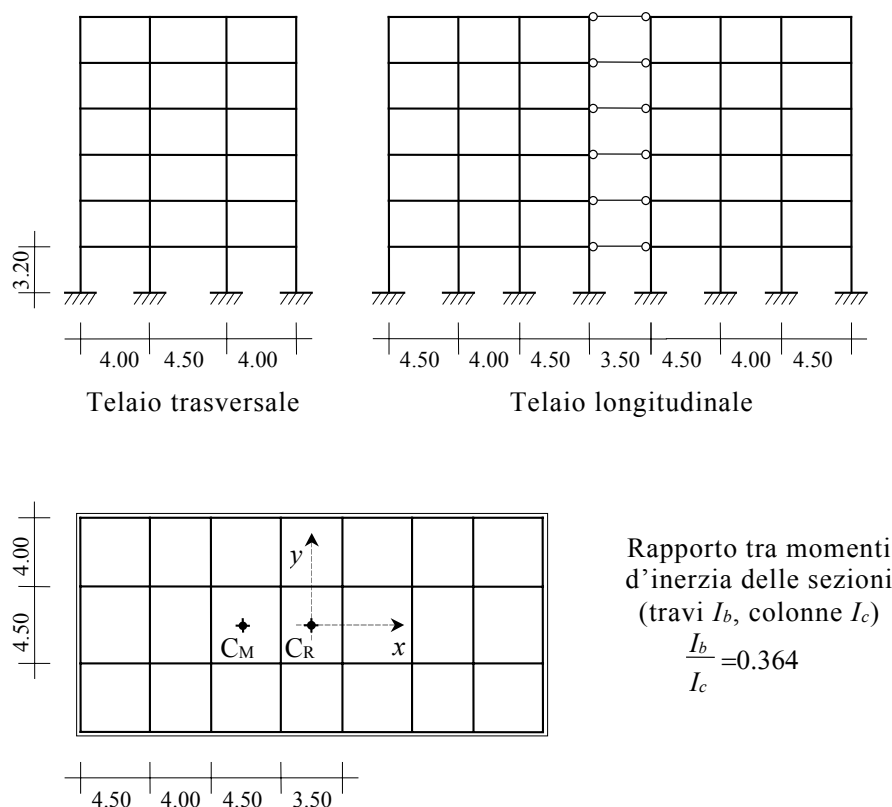 3.20
4.00 4.50 4.00
4.50 4.00 4.50 3.50 4.50 4.00 4.50
Telaio trasversale
Telaio longitudinale
4.00
4.50
y
x
CM
CR
4.50 4.00 4.50 3.50
Rapporto tra momenti
d'inerzia delle sezioni
(travi Ib, colonne Ic)
Ib
Ic
=0.364